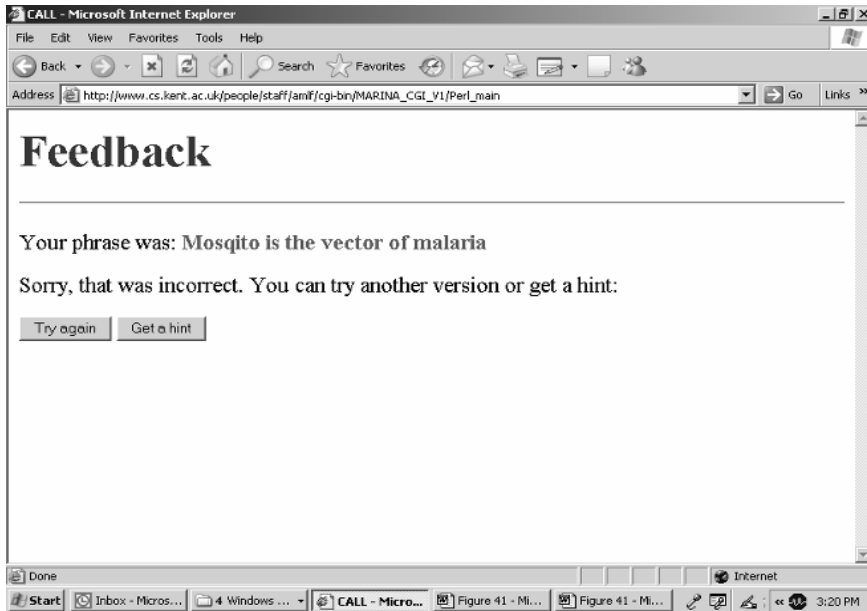 CALL - Microsoft Internet Explorer
File Edit View Favorites Tools Help
Back Search Favorites
Address http://www.cs.kent.ac.uk/people/staff/amlf/cgi-bin/MARINA_CGI_V1/Perl_main Go Links »
Feedback
Your phrase was: Mosqito is the vector of malaria
Sorry, that was incorrect. You can try another version or get a hint:
Try again Get a hint
Done Internet
Start Inbox - Micros... 4 Windows ... CALL - Micro... Figure 41 - Mi... Figure 41 - Mi... « 3:20 PM